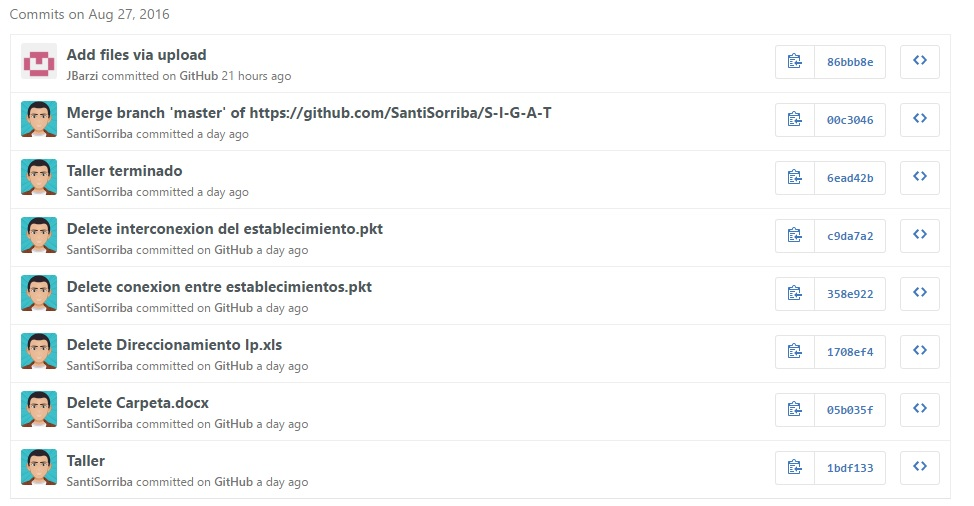 Commits on Aug 27, 2016
Add files via upload
JBarzi committed on GitHub 21 hours ago
86bbb8e
Merge branch 'master' of https://github.com/SantiSorriba/S-I-G-A-T
SantiSorriba committed a day ago
00c3046
Taller terminado
SantiSorriba committed a day ago
6ead42b
Delete interconexion del establecimiento.pkt
SantiSorriba committed on GitHub a day ago
c9da7a2
Delete conexion entre establecimientos.pkt
SantiSorriba committed on GitHub a day ago
358e922
Delete Direccionamiento Ip.xls
SantiSorriba committed on GitHub a day ago
1708ef4
Delete Carpeta.docx
SantiSorriba committed on GitHub a day ago
05b035f
Taller
SantiSorriba committed on GitHub a day ago
1bdf133